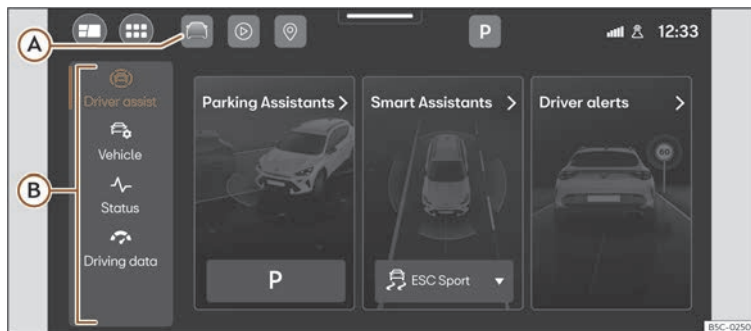 A
P
12:33
B
Driver assist
Vehicle
Status
Driving data
Parking Assistants >
P
Smart Assistants >
ESC Sport
Driver alerts >
60
B5C-0250